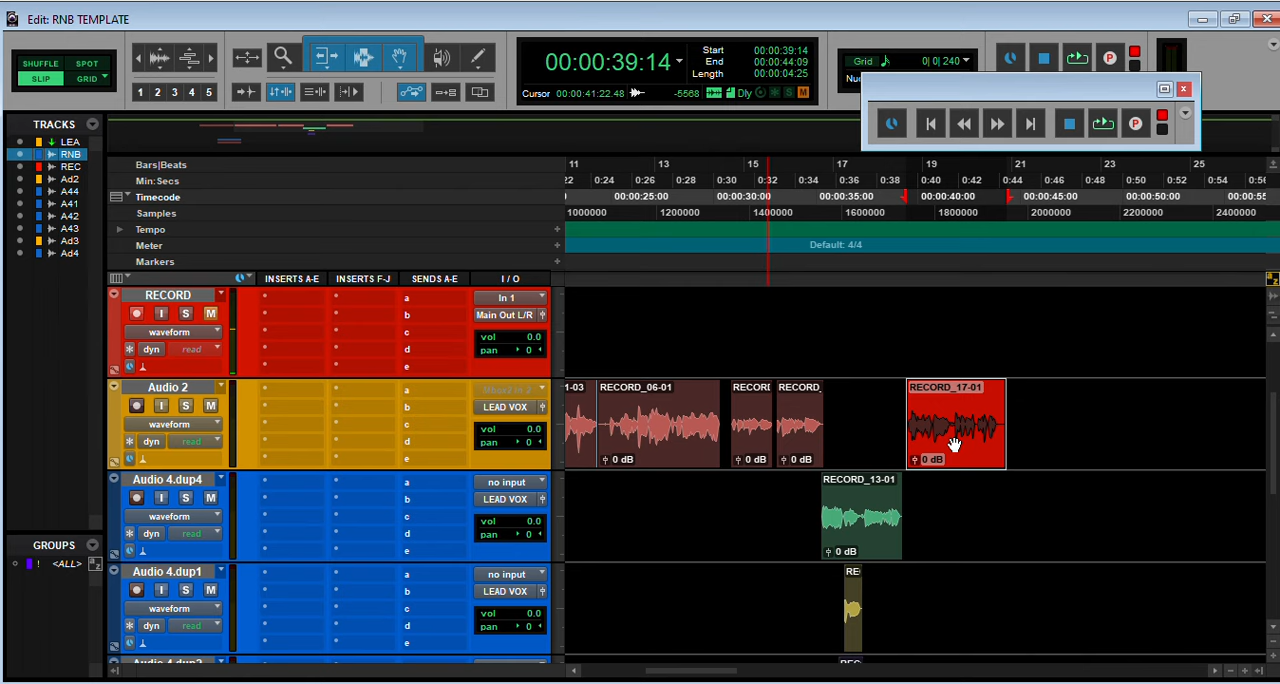 Edit: RNB TEMPLATE
SHUFFLE SPOT
SLIP GRID
1 2 3 4 5
00:00:39:14
Start 00:00:39:14
End 00:00:44:09
Length 00:00:04:25
Cursor 00:00:41:22.48 -5568 Dly S M
Grid 0| 0| 240
P
P
TRACKS
LEA
RNB
REC
Ad2
A44
A41
A42
A43
Ad3
Ad4
Bars|Beats 11 13 15 17 19 21 23 25
Min:Secs 22 0:24 0:26 0:28 0:30 0:32 0:34 0:36 0:38 0:40 0:42 0:44 0:46 0:48 0:50 0:52 0:54 0:56
Timecode 00:00:25:00 00:00:30:00 00:00:35:00 00:00:40:00 00:00:45:00 00:00:50:00 00:00:55
Samples 1000000 1200000 1400000 1600000 1800000 2000000 2200000 2400000
Tempo
Meter Default: 4/4
Markers
INSERTS A-E INSERTS F-J SENDS A-E I / O
RECORD a In 1
I S M b Main Out L/R
waveform c vol 0.0
dyn read d pan 0
e
Audio 2 a
I S M b LEAD VOX
waveform c vol 0.0
dyn read d pan 0
e
1-03 RECORD_06-01 RECORD RECORD_ RECORD_17-01
0 dB 0 dB 0 dB 0 dB
Audio 4.dup4 a no input
I S M b LEAD VOX
waveform c vol 0.0
dyn read d pan 0
e
RECORD_13-01
0 dB
Audio 4.dup1 a no input
I S M b LEAD VOX
waveform c vol 0.0
dyn read d pan 0
e
RE
GROUPS
! <ALL>